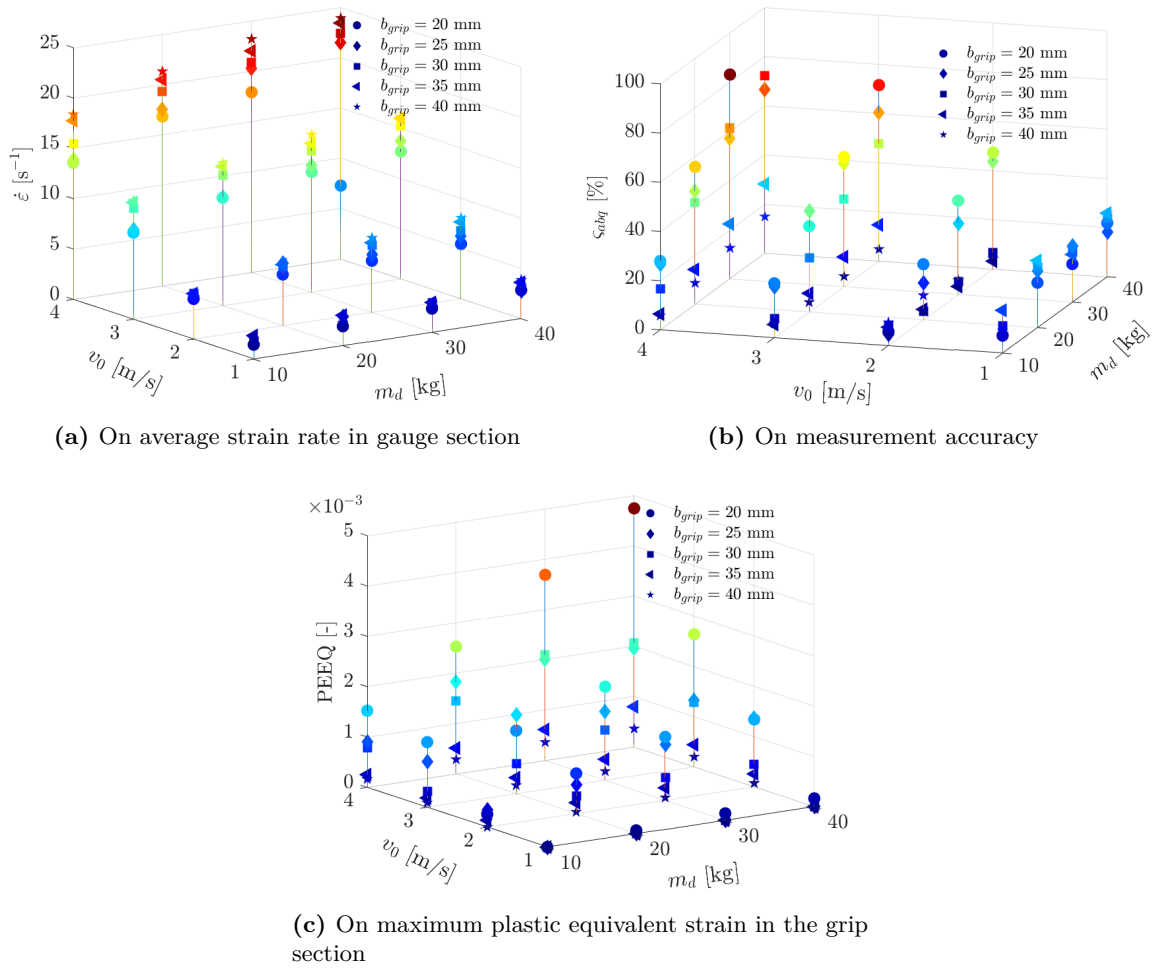 25
20
15
10
5
0
ε̇ [s⁻¹]
4
3
2
1
v₀ [m/s]
10
20
30
40
m_d [kg]
b_grip = 20 mm
b_grip = 25 mm
b_grip = 30 mm
b_grip = 35 mm
b_grip = 40 mm
(a) On average strain rate in gauge section
100
80
60
40
20
0
ς_abq [%]
4
3
2
1
v₀ [m/s]
10
20
30
40
m_d [kg]
b_grip = 20 mm
b_grip = 25 mm
b_grip = 30 mm
b_grip = 35 mm
b_grip = 40 mm
(b) On measurement accuracy
×10⁻³
5
4
3
2
1
0
PEEQ [-]
4
3
2
1
v₀ [m/s]
10
20
30
40
m_d [kg]
b_grip = 20 mm
b_grip = 25 mm
b_grip = 30 mm
b_grip = 35 mm
b_grip = 40 mm
(c) On maximum plastic equivalent strain in the grip
section